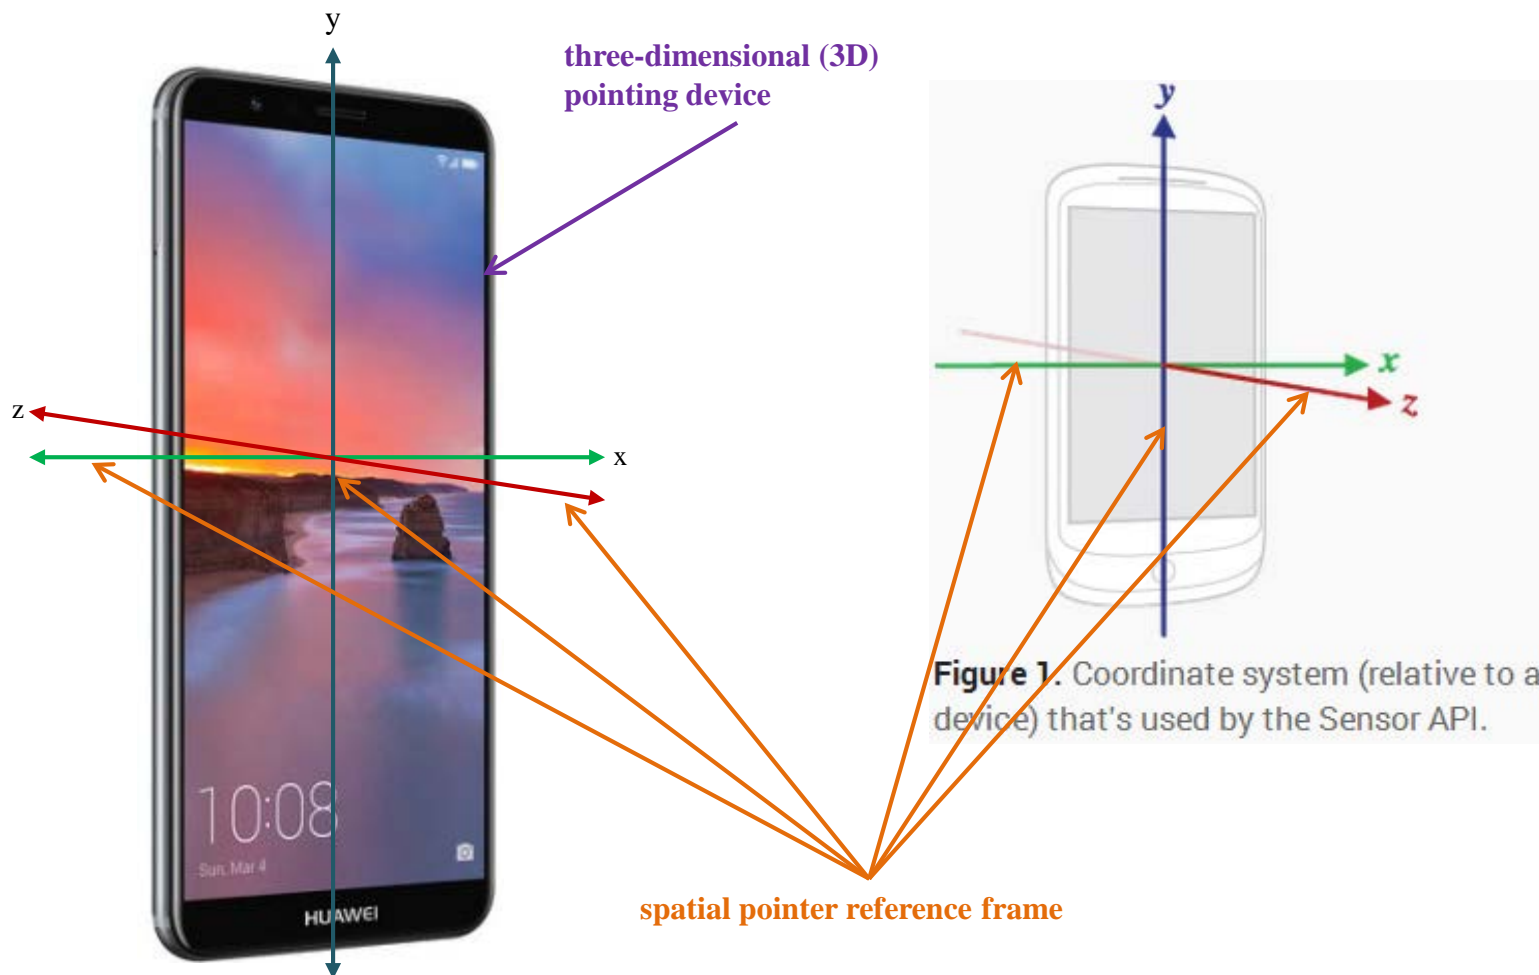 y
three-dimensional (3D)
pointing device
z
x
10:08
Sun, Mar 4
HUAWEI
y
x
z
Figure 1. Coordinate system (relative to a
device) that's used by the Sensor API.
spatial pointer reference frame